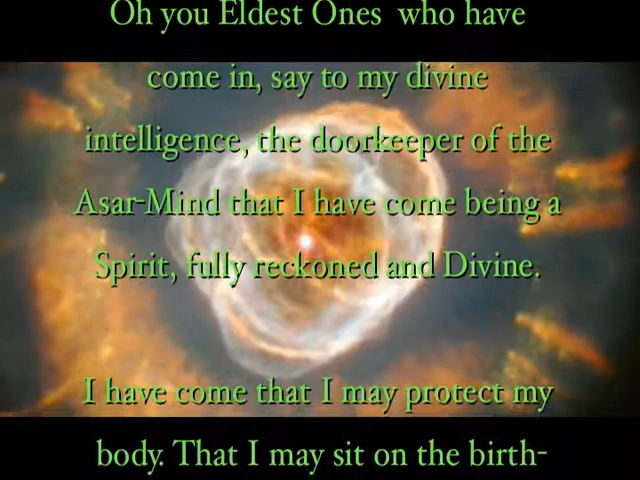 Oh you Eldest Ones who have
come in, say to my divine
intelligence, the doorkeeper of the
Asar-Mind that I have come being a
Spirit, fully reckoned and Divine.
I have come that I may protect my
body. That I may sit on the birth-